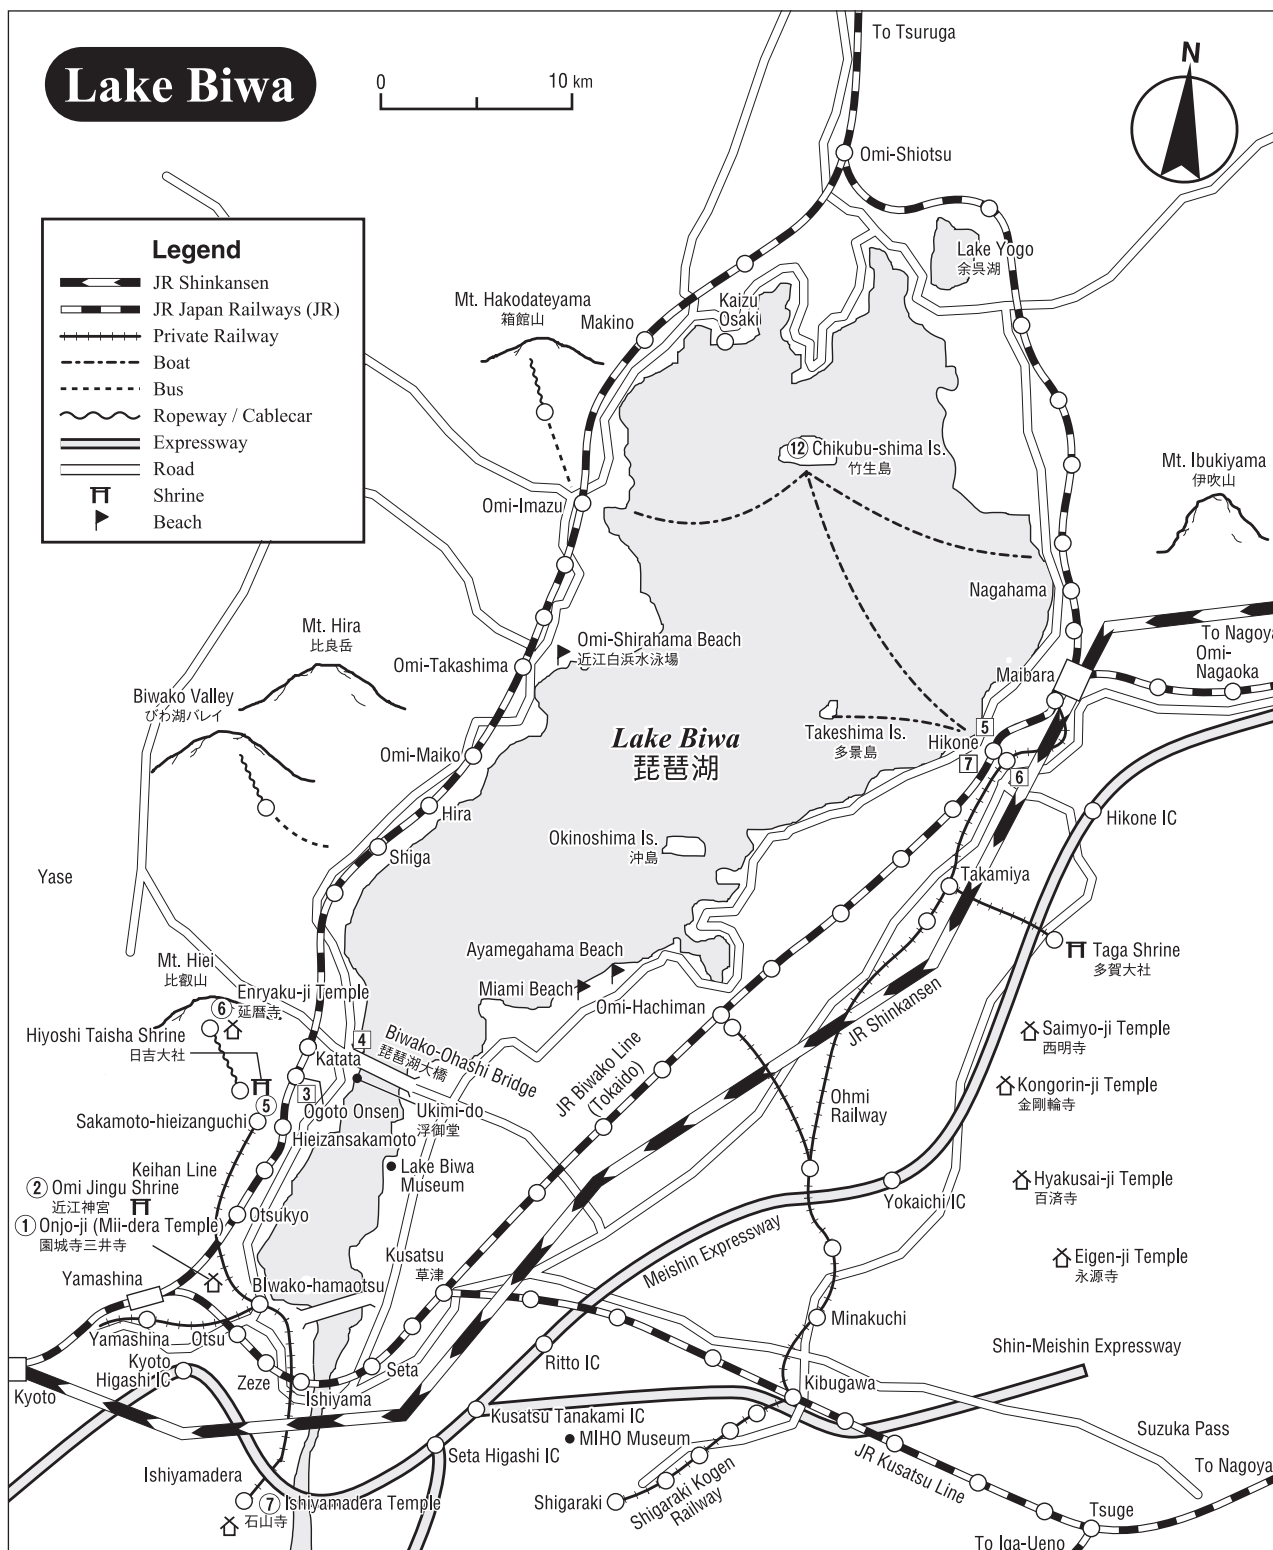 Lake Biwa
0
10 km
N
To Tsuruga
Omi-Shiotsu
Legend
JR Shinkansen
JR Japan Railways (JR)
Private Railway
Boat
Bus
Ropeway / Cablecar
Expressway
Road
Shrine
Beach
Lake Yogo
余呉湖
Mt. Hakodateyama
箱館山
Makino
Kaizu
Osaki
12 Chikubu-shima Is.
竹生島
Mt. Ibukiyama
伊吹山
Omi-Imazu
Nagahama
Mt. Hira
比良岳
Omi-Shirahama Beach
近江白浜水泳場
To Nagoya
Omi-
Nagaoka
Omi-Takashima
Maibara
Biwako Valley
びわ湖バレイ
Lake Biwa
琵琶湖
Takeshima Is.
多景島
5
Hikone
7
6
Omi-Maiko
Hira
Hikone IC
Okinoshima Is.
沖島
Shiga
Yase
Takamiya
Taga Shrine
多賀大社
Ayamegahama Beach
Miami Beach
Omi-Hachiman
Mt. Hiei
比叡山
6
Enryaku-ji Temple
延暦寺
Hiyoshi Taisha Shrine
日吉大社
Katata
4
Biwako-Ohashi Bridge
琵琶湖大橋
JR Biwako Line
(Tokaido)
JR Shinkansen
Saimyo-ji Temple
西明寺
Kongorin-ji Temple
金剛輪寺
3
5
Ogoto Onsen
Ukimi-do
浮御堂
Ohmi
Railway
Sakamoto-hieizanguchi
Hieizansakamoto
Keihan Line
Lake Biwa
Museum
2 Omi Jingu Shrine
近江神宮
Otsukyo
Yokaichi IC
Hyakusai-ji Temple
百済寺
1 Onjo-ji (Mii-dera Temple)
園城寺三井寺
Kusatsu
草津
Meishin Expressway
Eigen-ji Temple
永源寺
Yamashina
Biwako-hamaotsu
Minakuchi
Yamashina
Otsu
Shin-Meishin Expressway
Kyoto
Higashi IC
Ritto IC
Kyoto
Zeze
Seta
Ishiyama
Kibugawa
Kusatsu Tanakami IC
MIHO Museum
Suzuka Pass
Seta Higashi IC
JR Kusatsu Line
To Nagoya
Ishiyamadera
7 Ishiyamadera Temple
石山寺
Shigaraki
Shigaraki Kogen
Railway
Tsuge
To Iga-Ueno